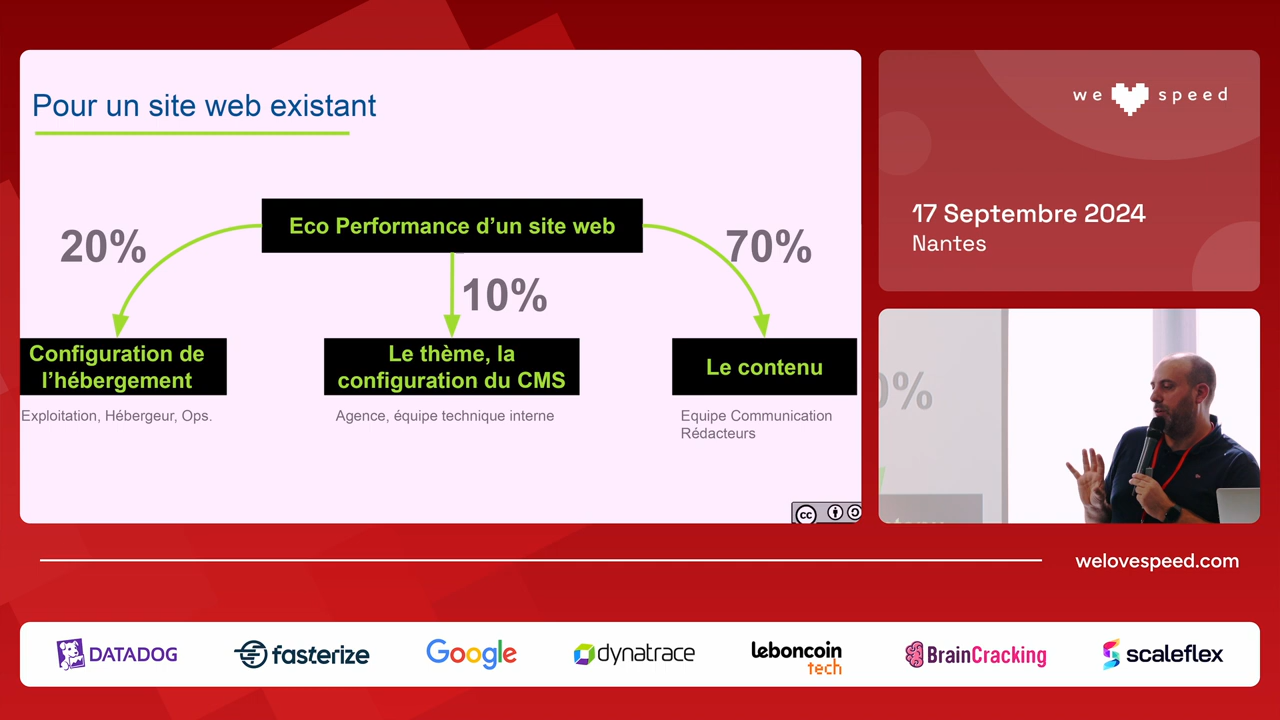 Pour un site web existant
Eco Performance d'un site web
20%
10%
70%
Configuration de
l'hébergement
Exploitation, Hébergeur, Ops.
Le thème, la
configuration du CMS
Agence, équipe technique interne
Le contenu
Equipe Communication
Rédacteurs
cc
we speed
17 Septembre 2024
Nantes
0%
welovespeed.com
DATADOG
fasterize
Google
dynatrace
leboncoin
tech
BrainCracking
scaleflex